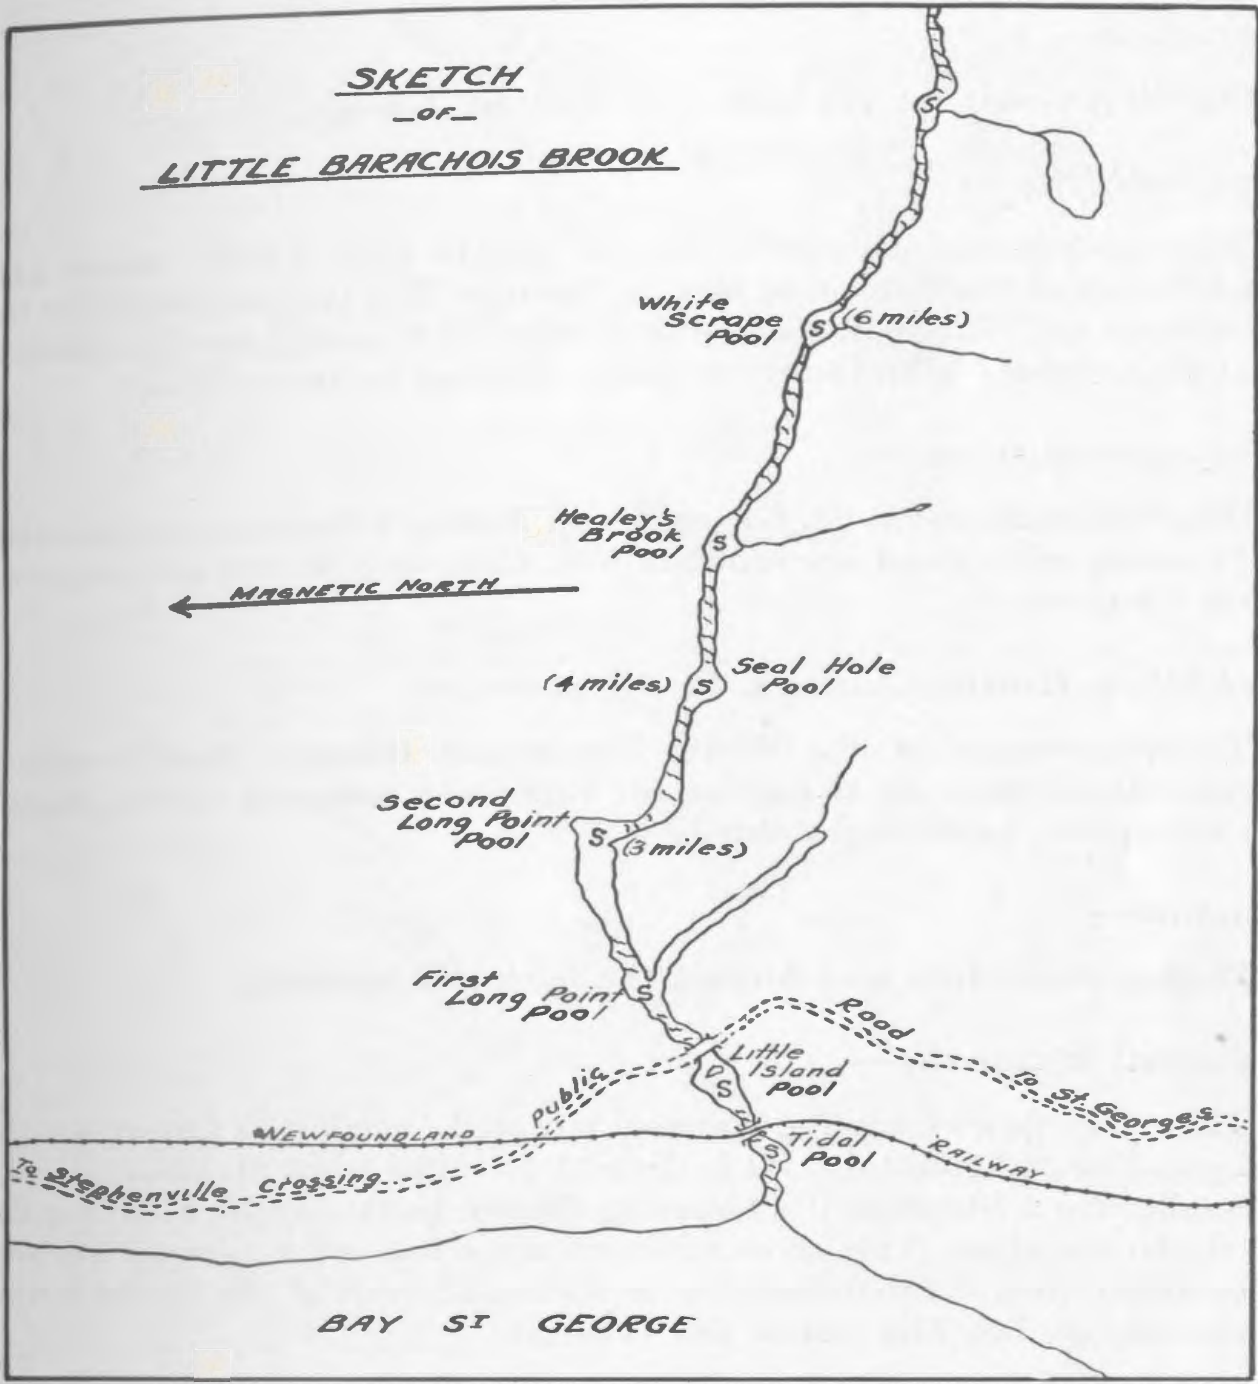 SKETCH
OF
LITTLE BARACHOIS BROOK
S
White
Scrape
Pool
S
(6 miles)
Healey's
Brook
Pool
S
MAGNETIC NORTH
(4 miles)
S
Seal Hole
Pool
Second
Long Point
Pool
S
(3 miles)
First
Long Point
Pool
S
Road
To St. Georges
Little
Island
Pool
S
Public
NEWFOUNDLAND
RAILWAY
Tidal
Pool
S
To Stephenville Crossing
BAY ST GEORGE